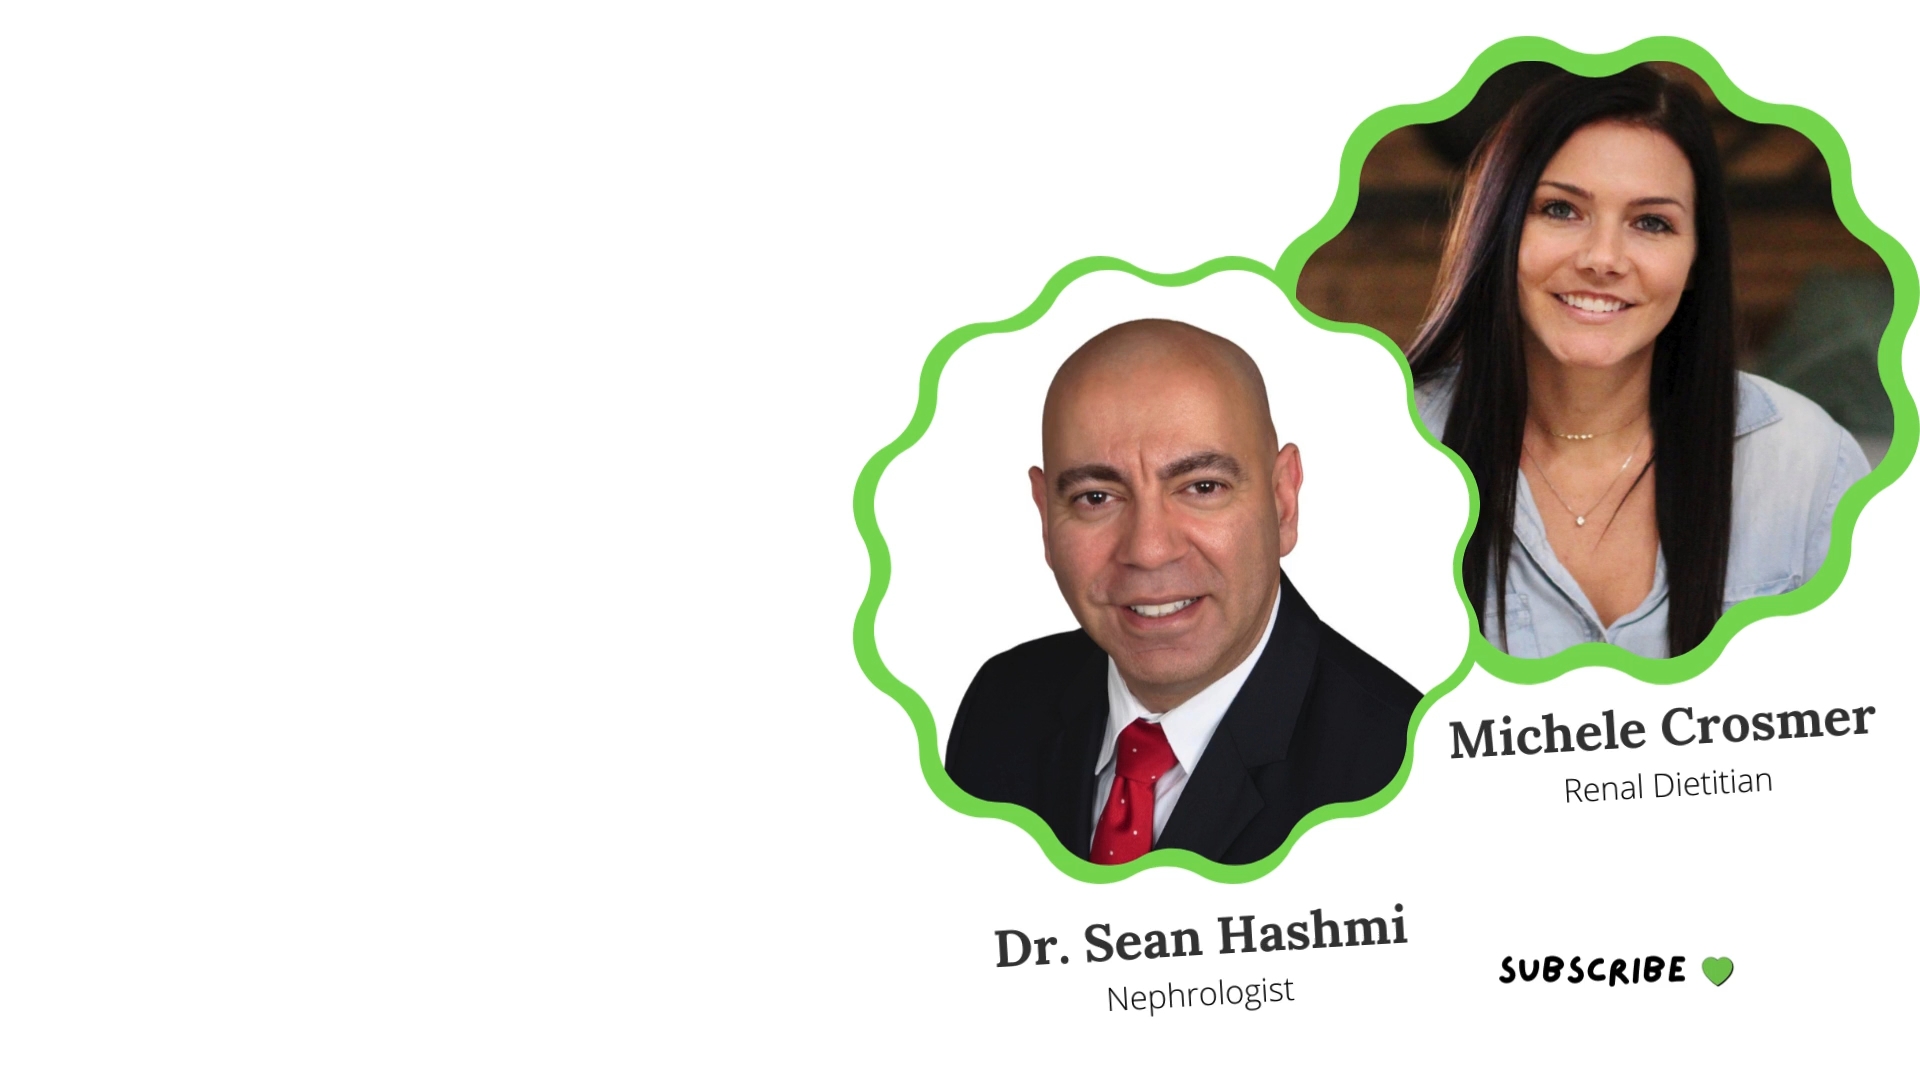 Michele Crosmer
Renal Dietitian
Dr. Sean Hashmi
Nephrologist
SUBSCRIBE